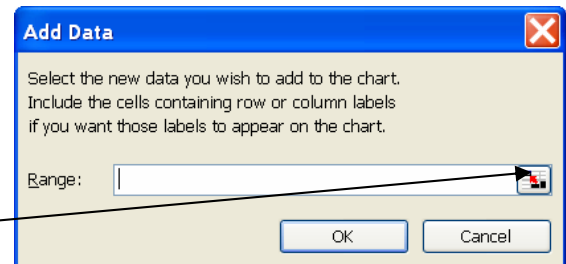 Add Data
Select the new data you wish to add to the chart.
Include the cells containing row or column labels
if you want those labels to appear on the chart.
Range:
OK
Cancel